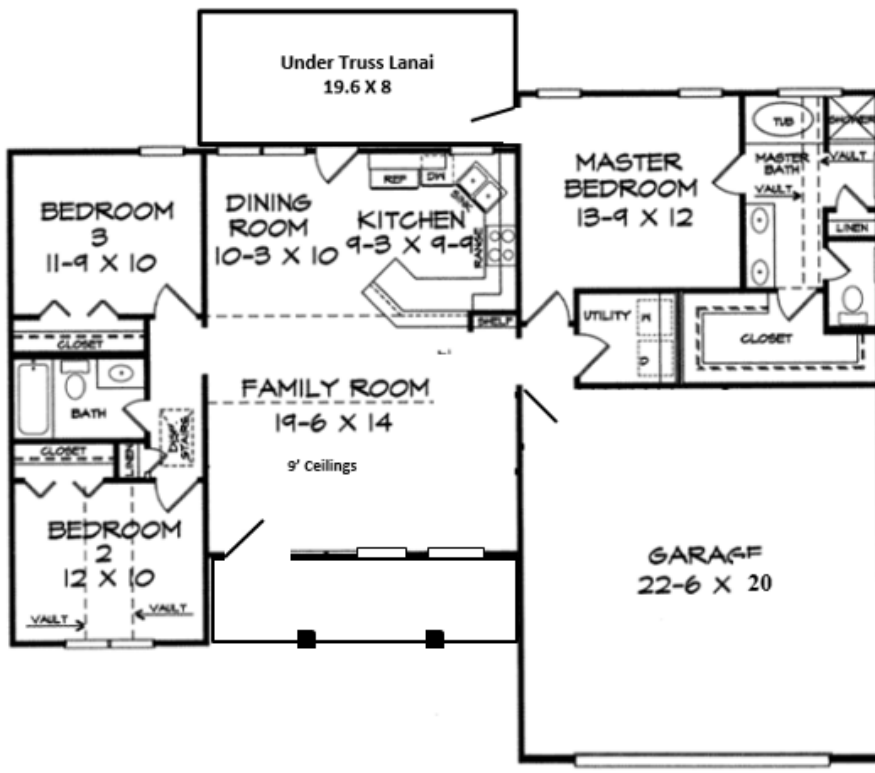 Under Truss Lanai
19.6 X 8
BEDROOM
3
11-9 X 10
DINING
ROOM
10-3 X 10
REF
DW
SINK
KITCHEN
9-3 X 9-9
RANGE
MASTER
BEDROOM
13-9 X 12
TUB
SHOWER
MASTER
BATH
VAULT
VAULT
LINEN
CLOSET
SHELF
UTILITY
W
D
CLOSET
BATH
DISP.
STAIRS
FAMILY ROOM
19-6 X 14
9' Ceilings
CLOSET
LINEN
BEDROOM
2
12 X 10
VAULT
VAULT
GARAGE
22-6 X 20